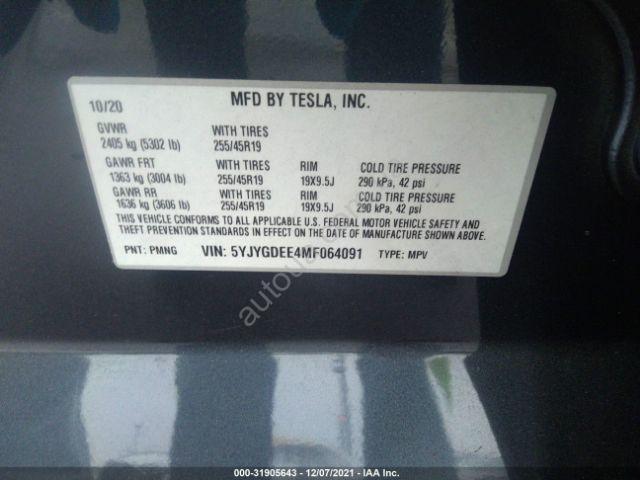 MFD BY TESLA, INC.
10/20
GVWR WITH TIRES
2405 kg (5302 lb) 255/45R19
GAWR FRT WITH TIRES RIM COLD TIRE PRESSURE
1363 kg (3004 lb) 255/45R19 19X9.5J 290 kPa, 42 psi
GAWR RR WITH TIRES RIM COLD TIRE PRESSURE
1636 kg (3606 lb) 255/45R19 19X9.5J 290 kPa, 42 psi
THIS VEHICLE CONFORMS TO ALL APPLICABLE U.S. FEDERAL MOTOR VEHICLE SAFETY AND
THEFT PREVENTION STANDARDS IN EFFECT ON THE DATE OF MANUFACTURE SHOWN ABOVE.
PNT: PMNG VIN: 5YJYGDEE4MF064091 TYPE: MPV
000-31905643 - 12/07/2021 - IAA Inc.